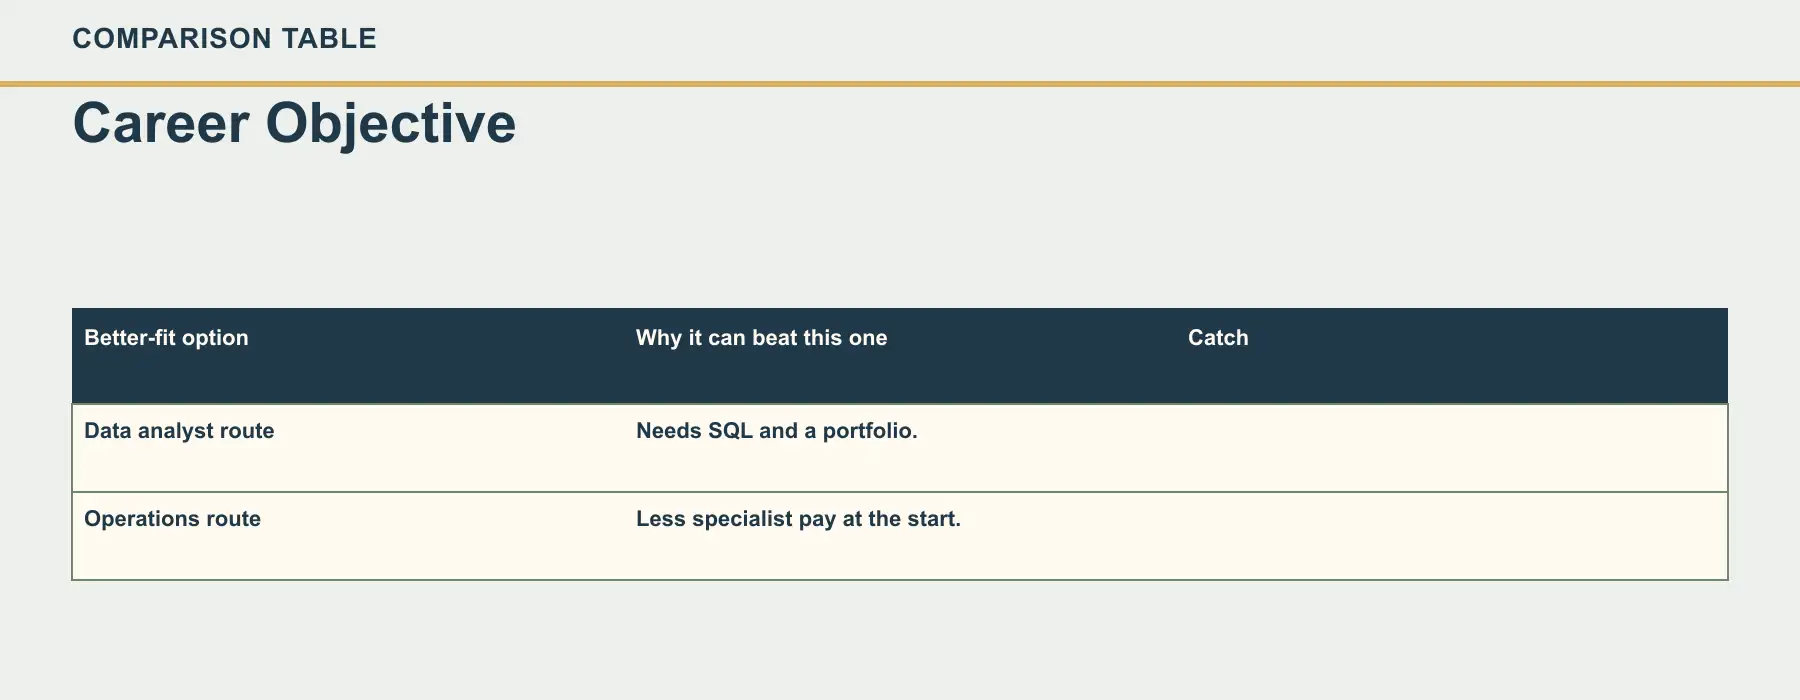 COMPARISON TABLE
Career Objective
Better-fit option Why it can beat this one Catch
Data analyst route Needs SQL and a portfolio.
Operations route Less specialist pay at the start.